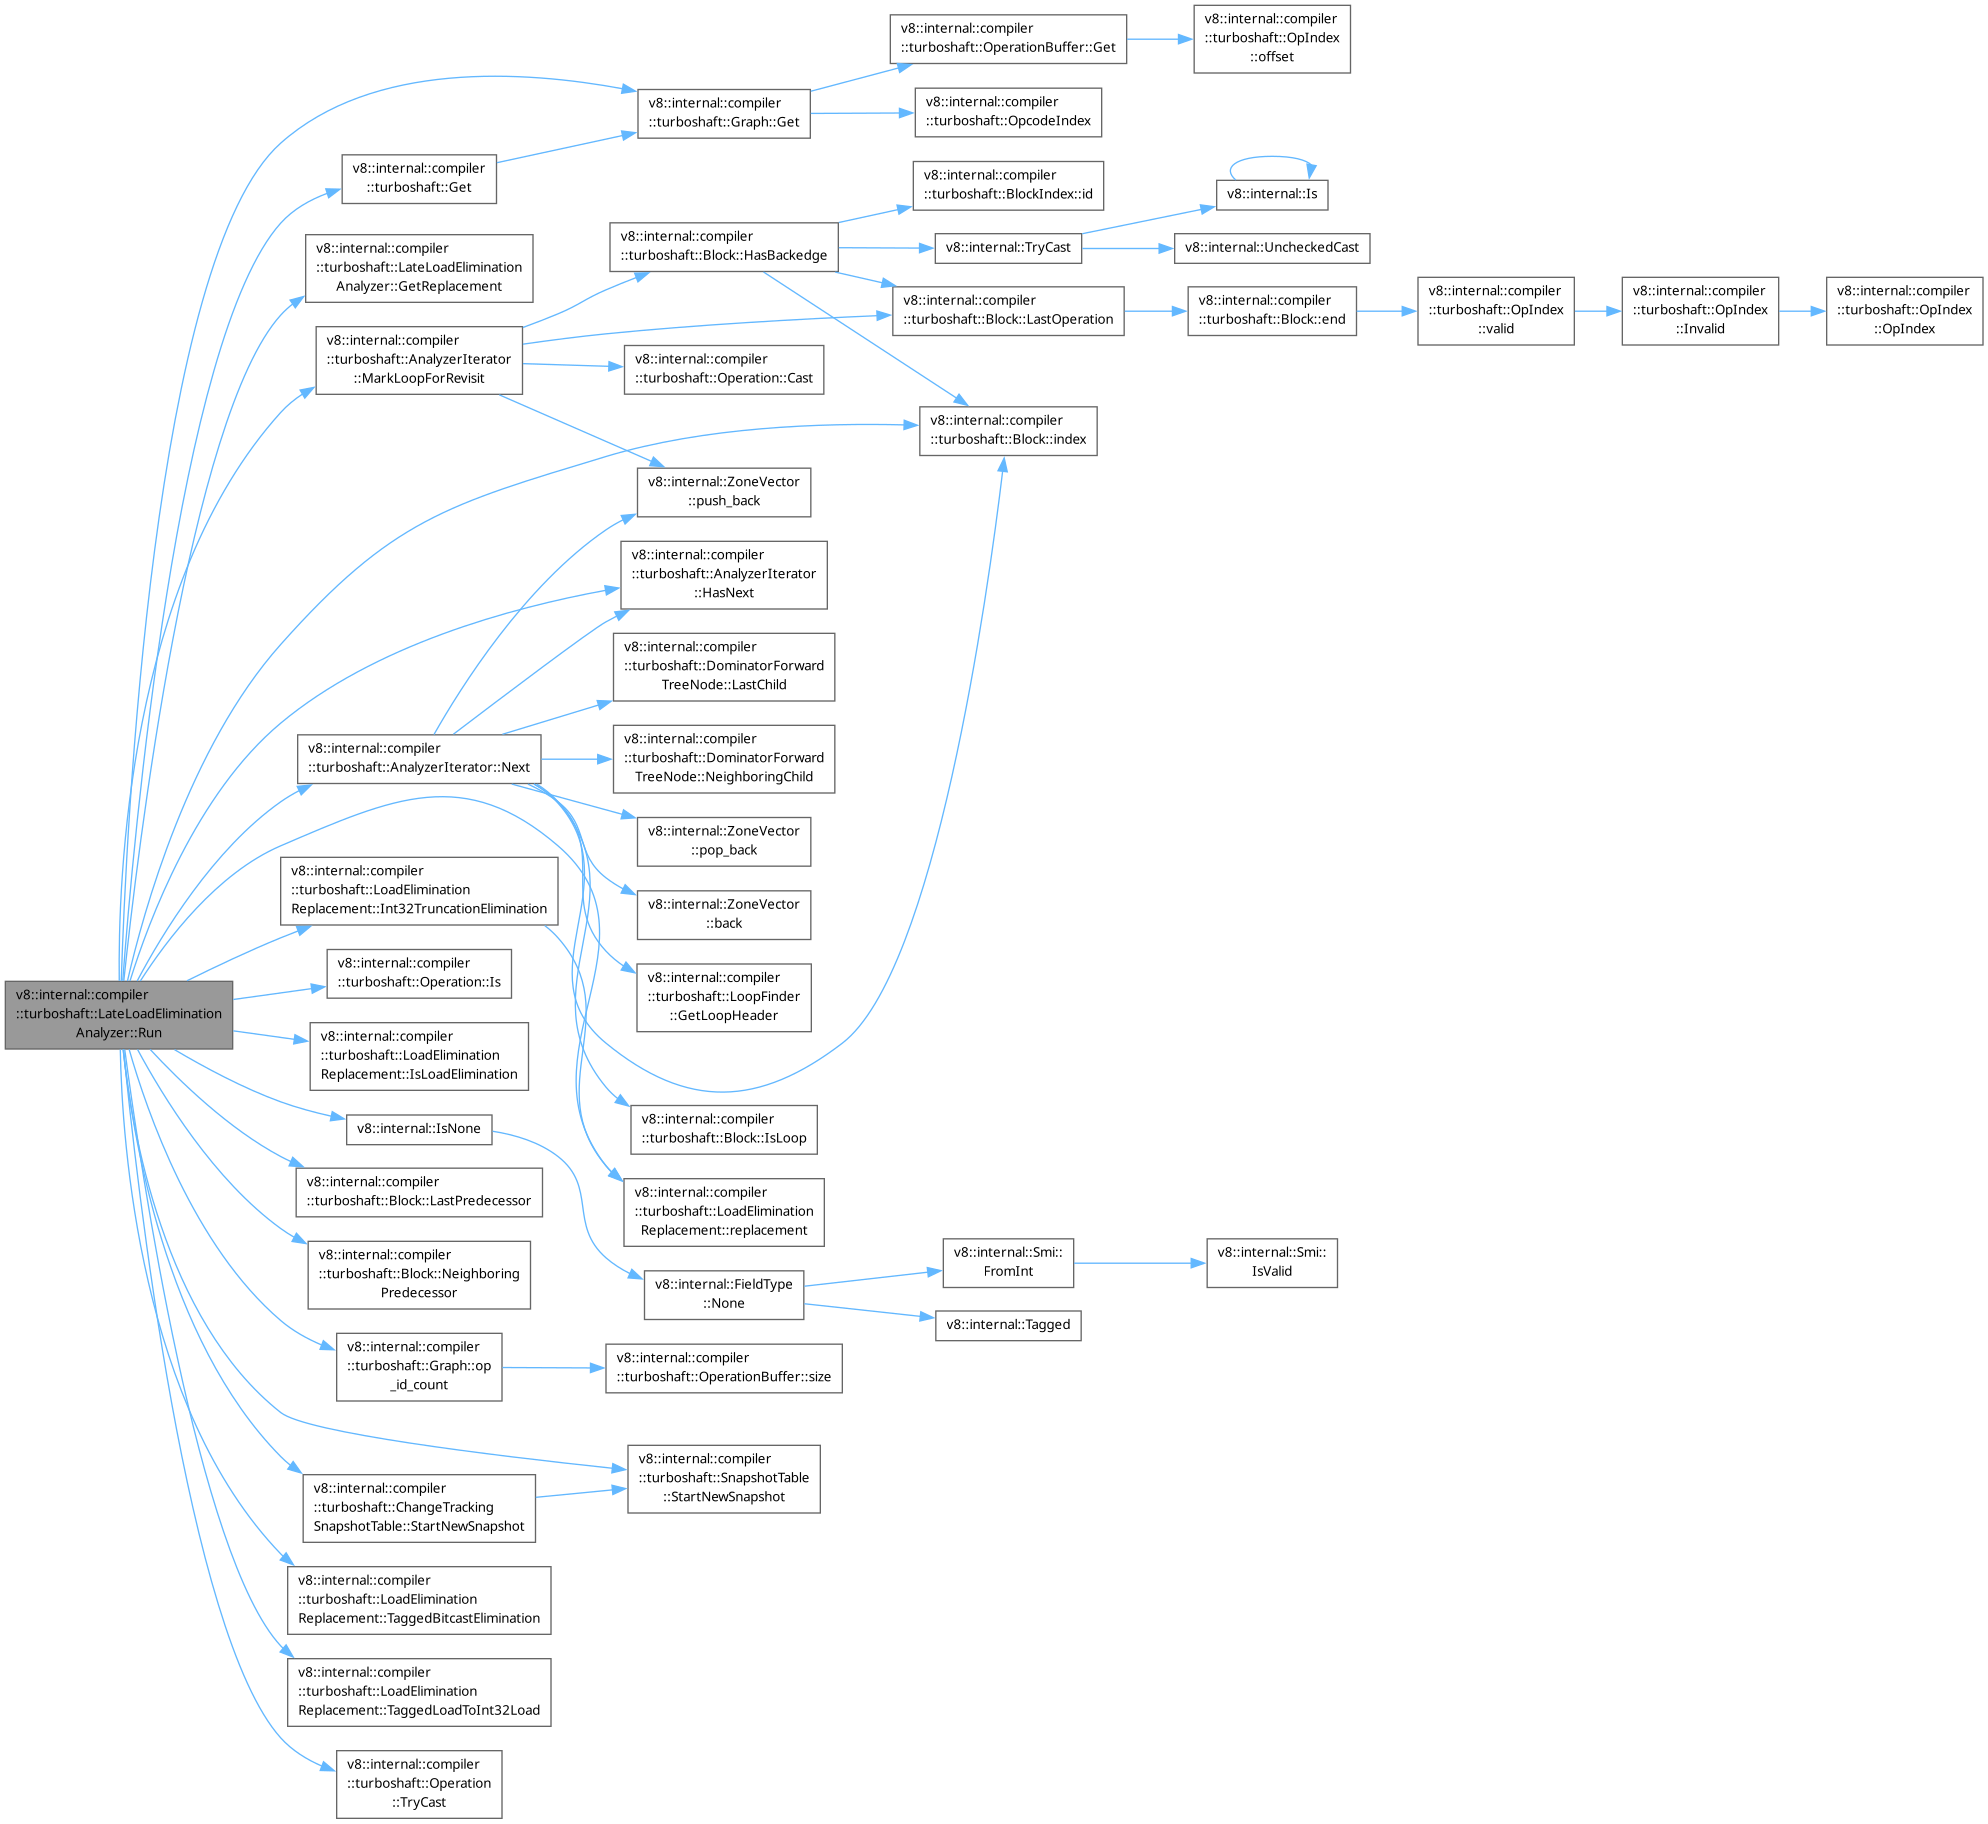 v8::internal::compiler
::turboshaft::LateLoadElimination
Analyzer::Run
v8::internal::compiler
::turboshaft::Get
v8::internal::compiler
::turboshaft::LateLoadElimination
Analyzer::GetReplacement
v8::internal::compiler
::turboshaft::AnalyzerIterator
::MarkLoopForRevisit
v8::internal::compiler
::turboshaft::AnalyzerIterator::Next
v8::internal::compiler
::turboshaft::LoadElimination
Replacement::Int32TruncationElimination
v8::internal::compiler
::turboshaft::Operation::Is
v8::internal::compiler
::turboshaft::LoadElimination
Replacement::IsLoadElimination
v8::internal::IsNone
v8::internal::compiler
::turboshaft::Block::LastPredecessor
v8::internal::compiler
::turboshaft::Block::Neighboring
Predecessor
v8::internal::compiler
::turboshaft::Graph::op
_id_count
v8::internal::compiler
::turboshaft::ChangeTracking
SnapshotTable::StartNewSnapshot
v8::internal::compiler
::turboshaft::LoadElimination
Replacement::TaggedBitcastElimination
v8::internal::compiler
::turboshaft::LoadElimination
Replacement::TaggedLoadToInt32Load
v8::internal::compiler
::turboshaft::Operation
::TryCast
v8::internal::compiler
::turboshaft::Graph::Get
v8::internal::compiler
::turboshaft::Block::HasBackedge
v8::internal::compiler
::turboshaft::Operation::Cast
v8::internal::ZoneVector
::push_back
v8::internal::compiler
::turboshaft::AnalyzerIterator
::HasNext
v8::internal::compiler
::turboshaft::DominatorForward
TreeNode::LastChild
v8::internal::compiler
::turboshaft::DominatorForward
TreeNode::NeighboringChild
v8::internal::ZoneVector
::pop_back
v8::internal::ZoneVector
::back
v8::internal::compiler
::turboshaft::LoopFinder
::GetLoopHeader
v8::internal::compiler
::turboshaft::Block::IsLoop
v8::internal::compiler
::turboshaft::LoadElimination
Replacement::replacement
v8::internal::FieldType
::None
v8::internal::compiler
::turboshaft::OperationBuffer::size
v8::internal::compiler
::turboshaft::SnapshotTable
::StartNewSnapshot
v8::internal::compiler
::turboshaft::OperationBuffer::Get
v8::internal::compiler
::turboshaft::OpcodeIndex
v8::internal::compiler
::turboshaft::BlockIndex::id
v8::internal::TryCast
v8::internal::compiler
::turboshaft::Block::LastOperation
v8::internal::compiler
::turboshaft::Block::index
v8::internal::Smi::
FromInt
v8::internal::Tagged
v8::internal::compiler
::turboshaft::OpIndex
::offset
v8::internal::Is
v8::internal::UncheckedCast
v8::internal::compiler
::turboshaft::Block::end
v8::internal::Smi::
IsValid
v8::internal::compiler
::turboshaft::OpIndex
::valid
v8::internal::compiler
::turboshaft::OpIndex
::Invalid
v8::internal::compiler
::turboshaft::OpIndex
::OpIndex